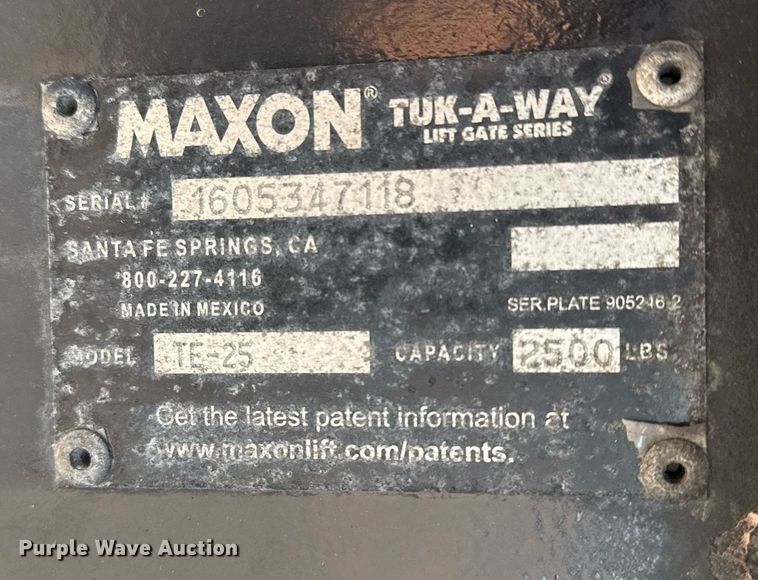 MAXON® TUK-A-WAY®
LIFT GATE SERIES
SERIAL # 1605347118
SANTA FE SPRINGS, CA
800-227-4116
MADE IN MEXICO
SER. PLATE 905246-2
MODEL TE-25 CAPACITY 2500 LBS
Get the latest patent information at
www.maxonlift.com/patents.
Purple Wave Auction